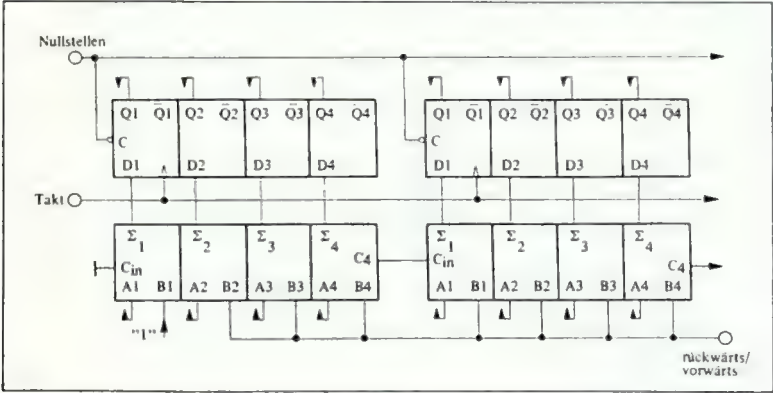 Nullstellen
Q1 Q̅1 Q2 Q̅2 Q3 Q̅3 Q4 Q̅4 Q1 Q̅1 Q2 Q̅2 Q3 Q̅3 Q4 Q̅4
C C
D1 D2 D3 D4 D1 D2 D3 D4
Takt
Σ1 Σ2 Σ3 Σ4 Σ1 Σ2 Σ3 Σ4
Cin C4 Cin C4
A1 B1 A2 B2 A3 B3 A4 B4 A1 B1 A2 B2 A3 B3 A4 B4
"1"
rückwärts/
vorwärts